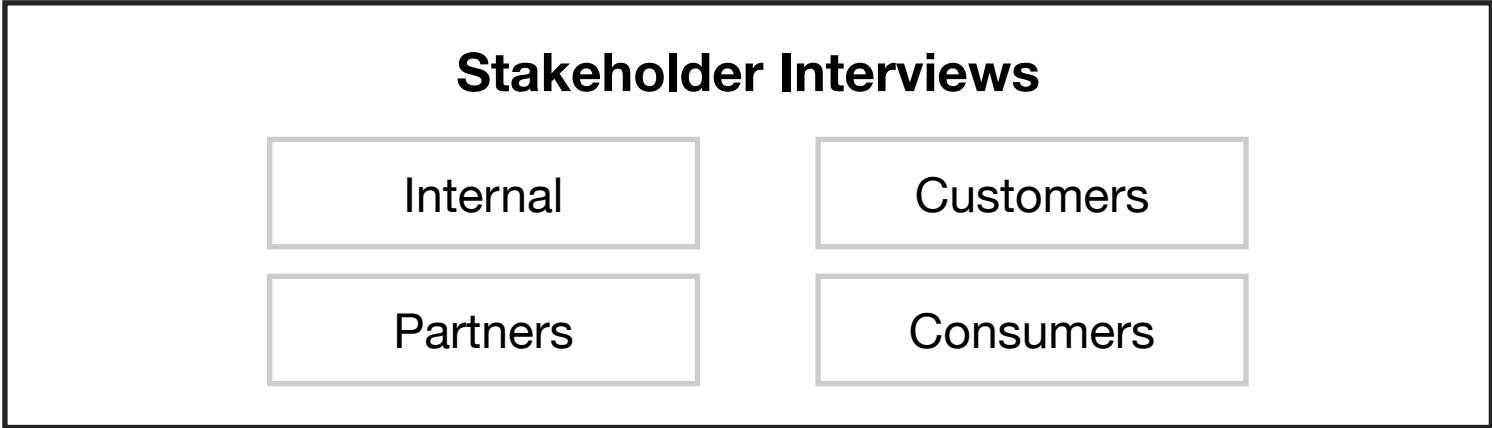 Stakeholder Interviews
Internal
Customers
Partners
Consumers